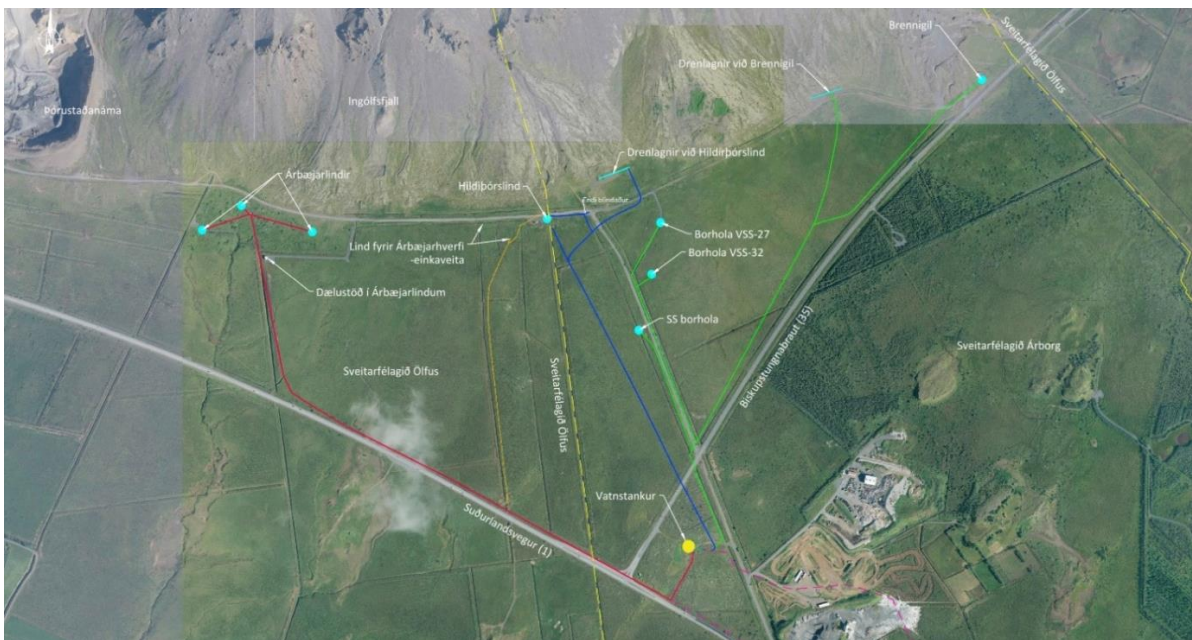 Brennigil
Sveitarfélagið Ölfus
Drenlagnir við Brennigil
Þórustaðanáma
Ingólfsfjall
Drenlagnir við Hildiþórslind
Árbæjarlindir
Hildiþórslind
Borhola VSS-27
Lind fyrir Árbæjarhverfi
-einkaveita
Borhola VSS-32
Dælustöð í Árbæjarlindum
SS borhola
Biskupstungnabraut (35)
Sveitarfélagið Árborg
Sveitarfélagið Ölfus
Sveitarfélagið Ölfus
Vatnstankur
Suðurlandsvegur (1)